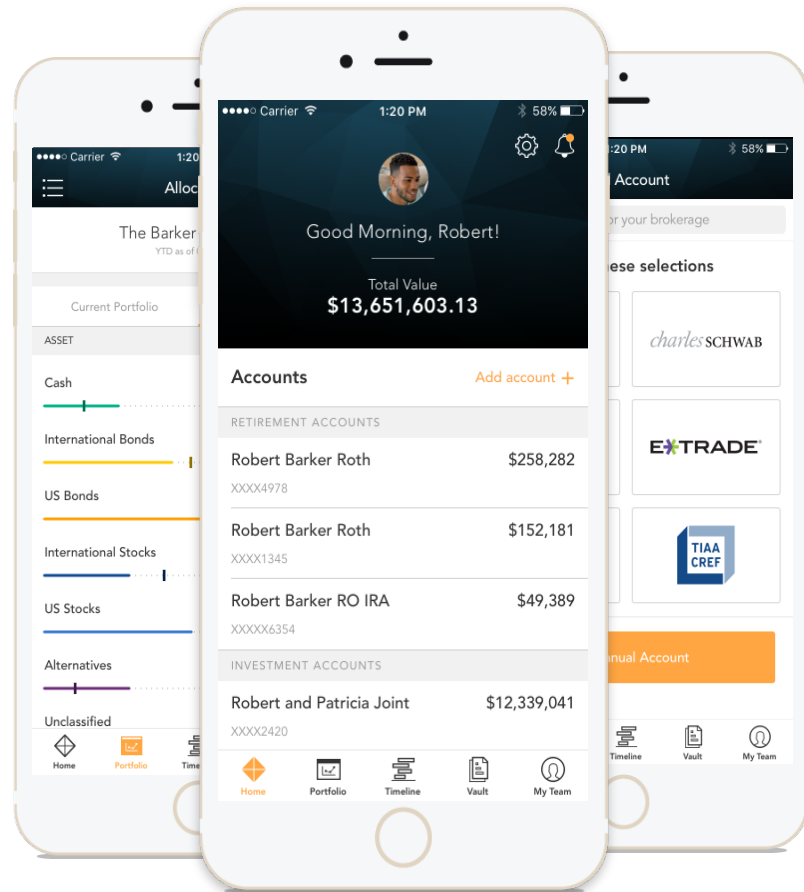 Carrier
1:20
Alloc
The Barker
YTD as of
Current Portfolio
ASSET
Cash
International Bonds
US Bonds
International Stocks
US Stocks
Alternatives
Unclassified
Home
Portfolio
Time
Carrier
1:20 PM
58%
Good Morning, Robert!
Total Value
$13,651,603.13
Accounts
Add account +
RETIREMENT ACCOUNTS
Robert Barker Roth $258,282
XXXX4978
Robert Barker Roth $152,181
XXXX1345
Robert Barker RO IRA $49,389
XXXXX6354
INVESTMENT ACCOUNTS
Robert and Patricia Joint $12,339,041
XXXX2420
Home Portfolio Timeline Vault My Team
:20 PM
58%
Account
or your brokerage
ese selections
charles SCHWAB
E*TRADE
TIAA
CREF
nual Account
Timeline Vault My Team